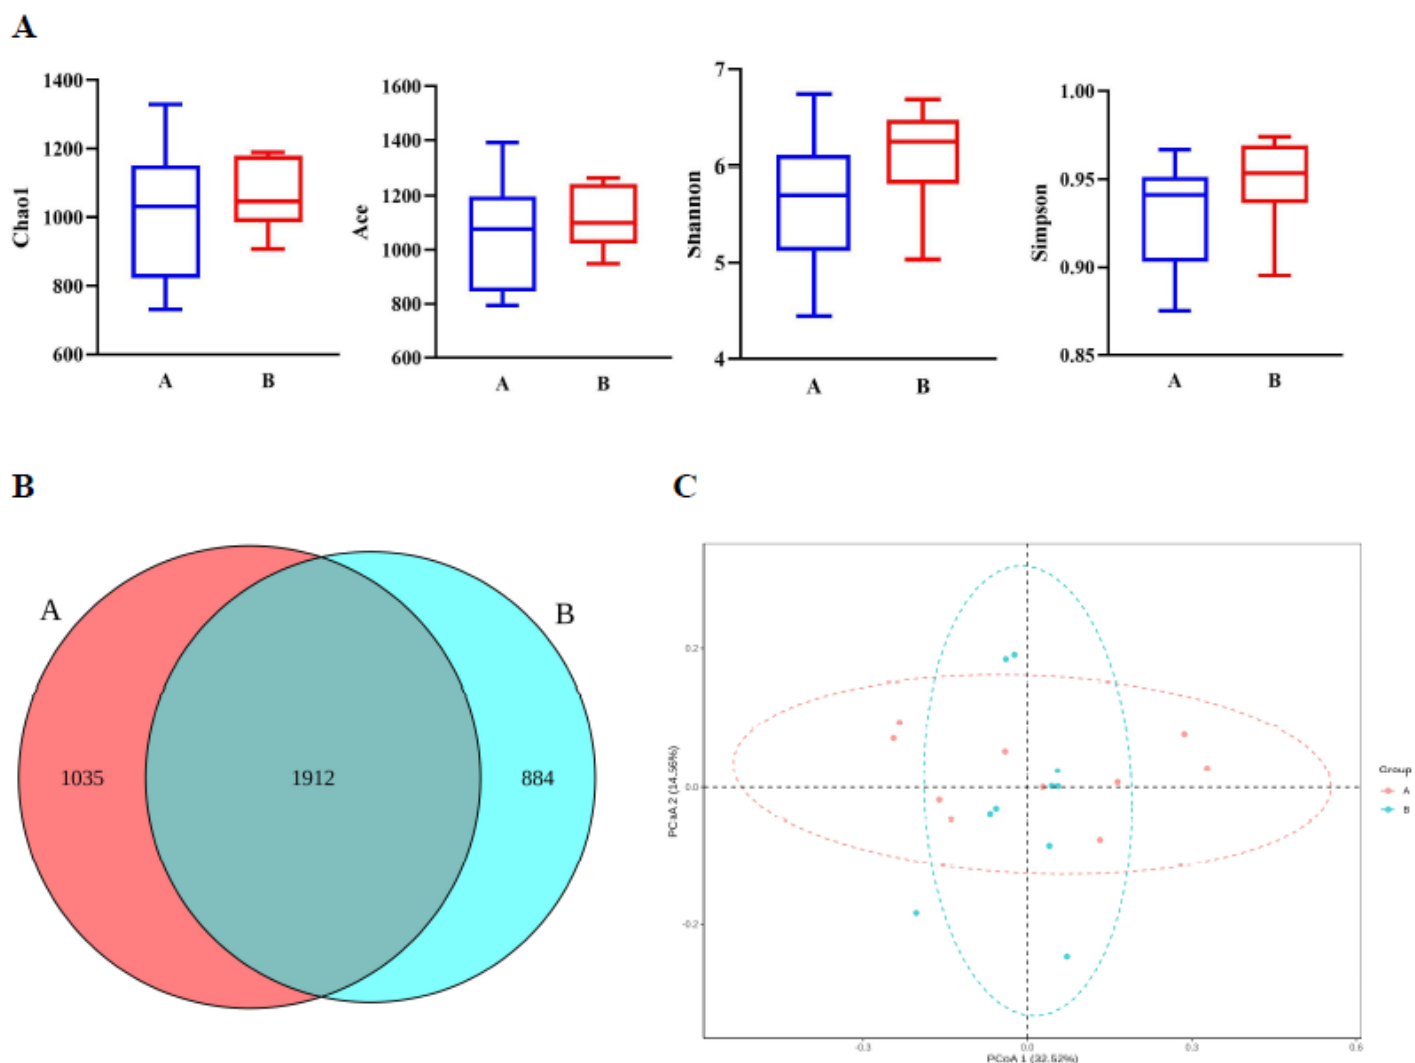 A
Chao1
1400
1200
1000
800
600
A B
Ace
1600
1400
1200
1000
800
600
A B
Shannon
7
6
5
4
A B
Simpson
1.00
0.95
0.90
0.85
A B
B
A
B
1035
1912
884
C
PCaA 2 (14.56%)
0.2
0.0
-0.2
-0.3
0.0
0.3
0.6
PCoA 1 (32.52%)
Group
A
B